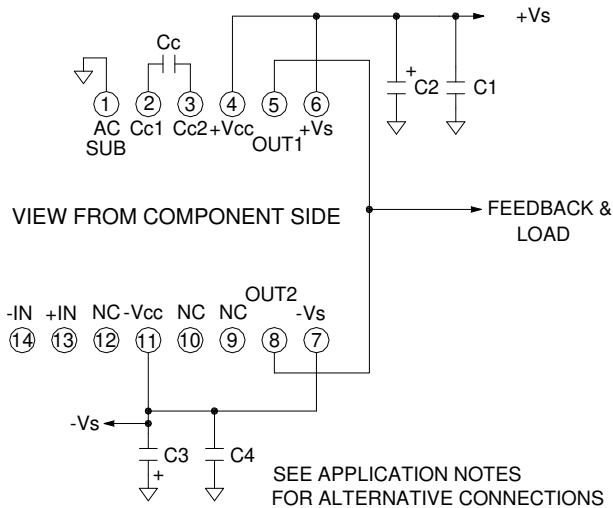 +Vs
Cc
+
C2 C1
1 2 3 4 5 6
AC Cc1 Cc2 +Vcc +Vs
SUB OUT1
VIEW FROM COMPONENT SIDE
FEEDBACK &
LOAD
OUT2
-IN +IN NC -Vcc NC NC -Vs
14 13 12 11 10 9 8 7
-Vs
C3 C4
+
SEE APPLICATION NOTES
FOR ALTERNATIVE CONNECTIONS